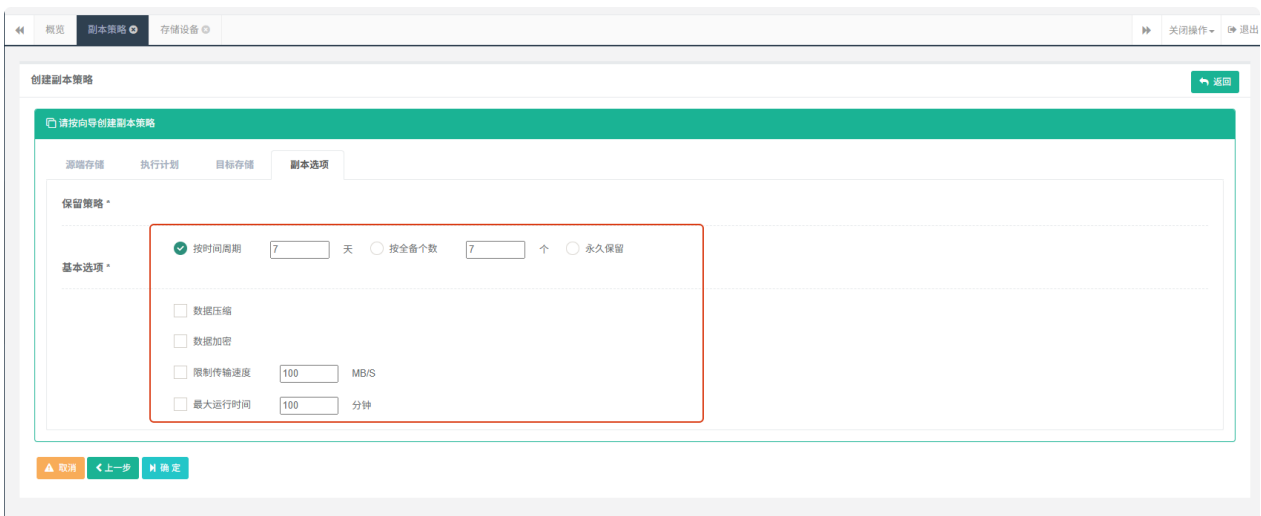 概览 副本策略 存储设备 关闭操作 退出
创建副本策略 返回
请按向导创建副本策略
源端存储 执行计划 目标存储 副本选项
保留策略 *
按时间周期 7 天 按全备个数 7 个 永久保留
基本选项 *
数据压缩
数据加密
限制传输速度 100 MB/S
最大运行时间 100 分钟
取消 上一步 确 定